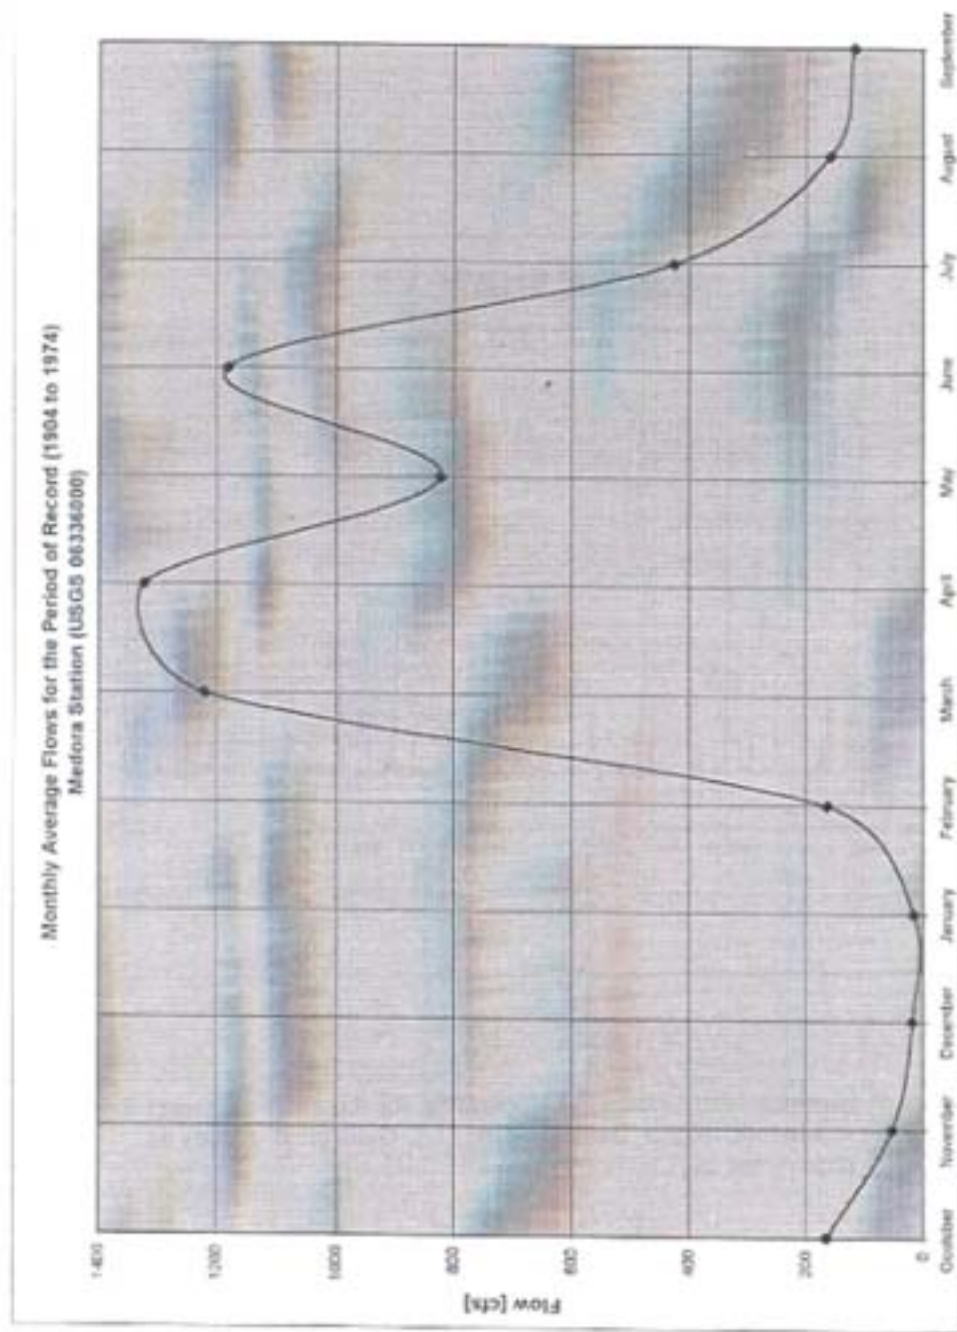 Monthly Average Flows for the Period of Record (1904 to 1974)
Medora Station (USGS 06336000)
Flow [cfs]
1400
1200
1000
800
600
400
200
0
October
November
December
January
February
March
April
May
June
July
August
September